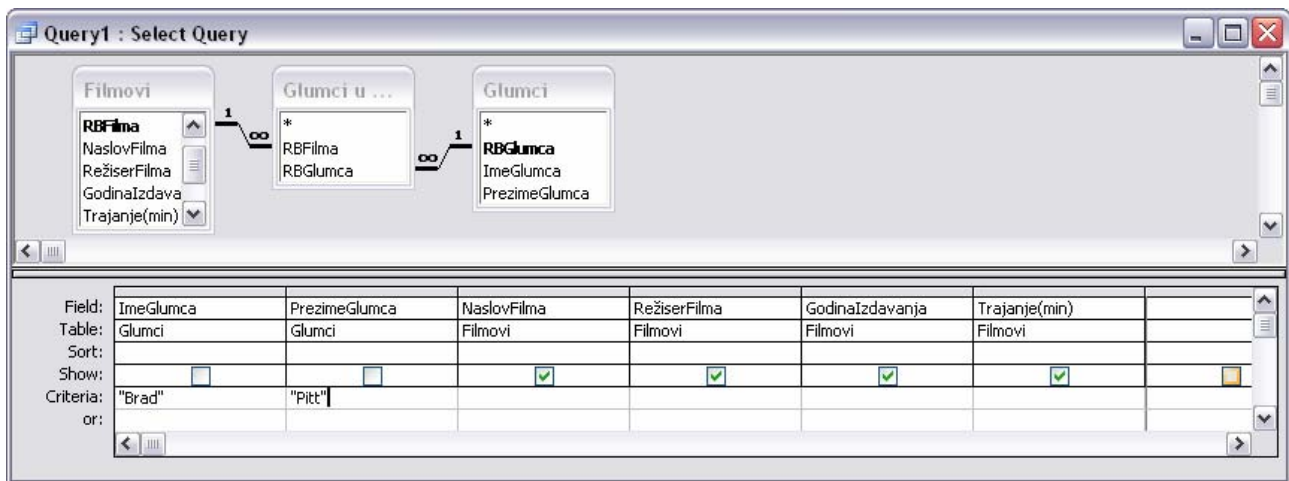 Query1 : Select Query
Filmovi
RBFilma
NaslovFilma
RežiserFilma
GodinaIzdava
Trajanje(min)
1
∞
Glumci u ...
*
RBFilma
RBGlumca
∞
1
Glumci
*
RBGlumca
ImeGlumca
PrezimeGlumca
Field: ImeGlumca PrezimeGlumca NaslovFilma RežiserFilma GodinaIzdavanja Trajanje(min)
Table: Glumci Glumci Filmovi Filmovi Filmovi Filmovi
Sort:
Show:
Criteria: "Brad" "Pitt"
or: